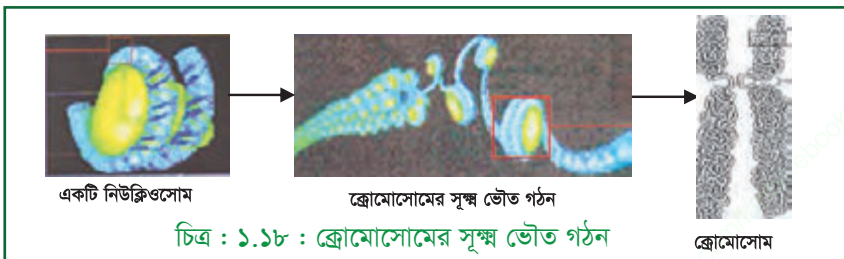 একটি নিউক্লিওসোম
ক্রোমোসোমের সূক্ষ্ম ভৌত গঠন
ক্রোমোসোম
চিত্র : ১.১৮ : ক্রোমোসোমের সূক্ষ্ম ভৌত গঠন